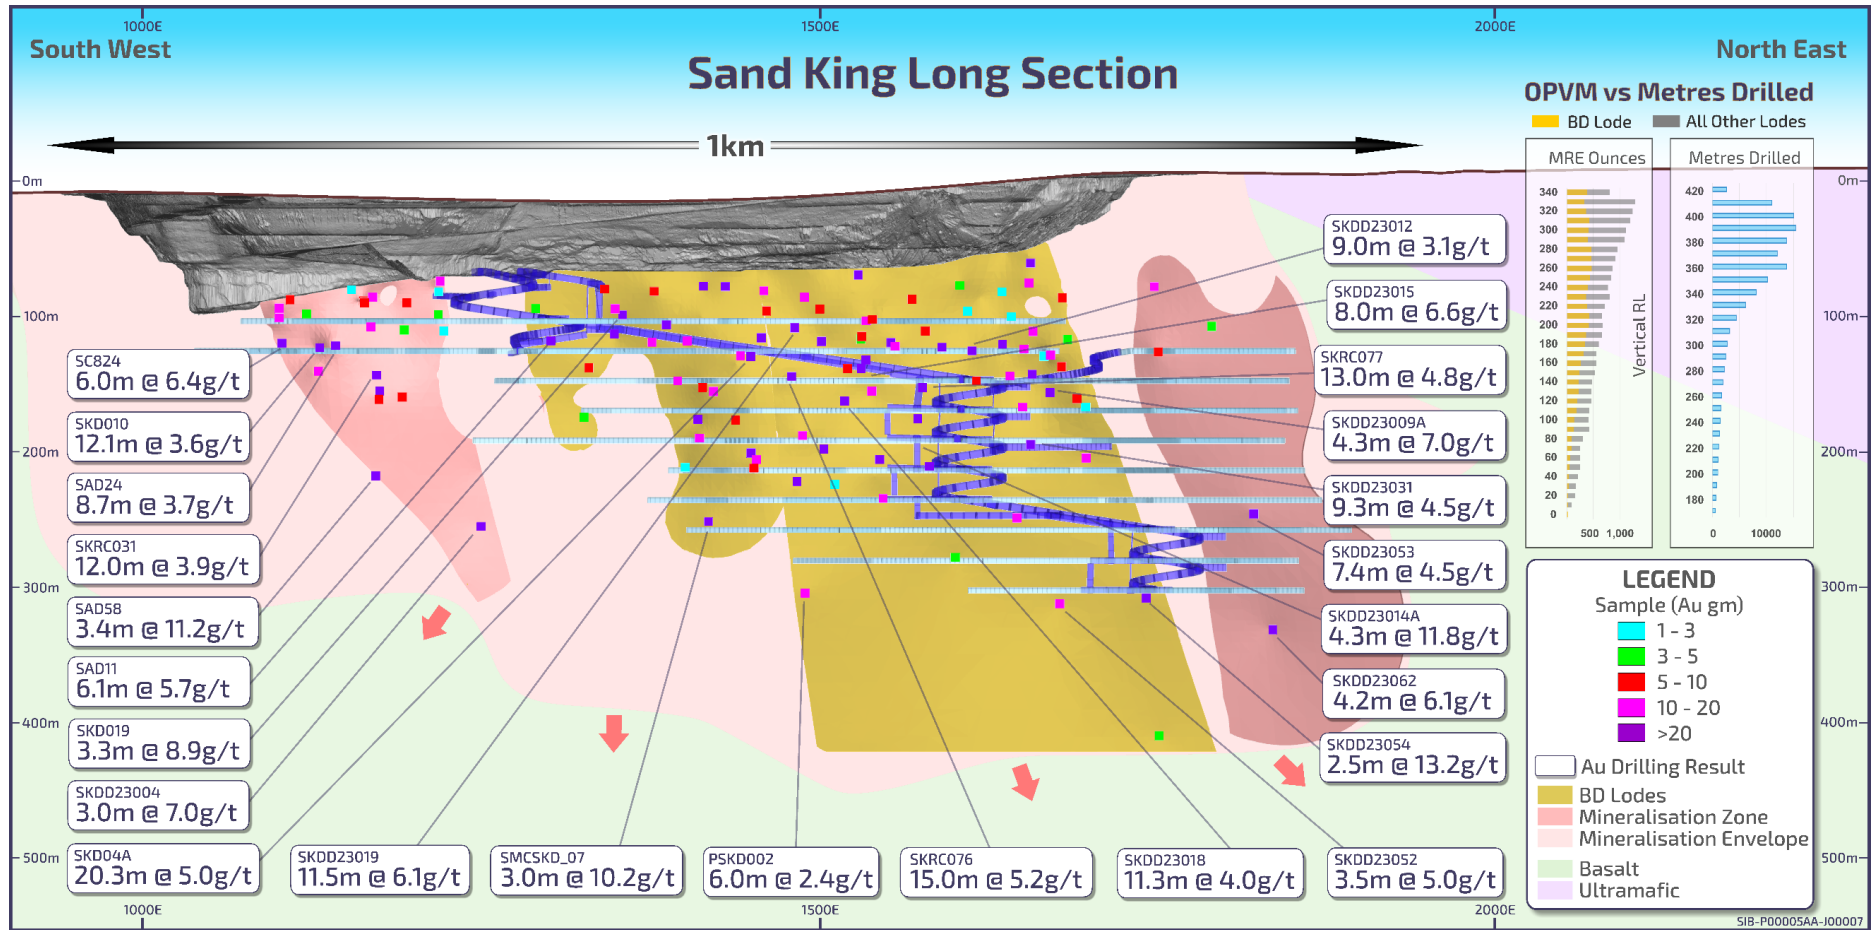 1000E
1500E
2000E
South West
North East
Sand King Long Section
1km
OPVM vs Metres Drilled
BD Lode
All Other Lodes
MRE Ounces
340
320
300
280
260
240
220
200
180
160
140
120
100
80
60
40
20
0
500 1,000
Vertical RL
Metres Drilled
420
400
380
360
340
320
300
280
260
240
220
200
180
0 10000
0m
100m
200m
300m
400m
500m
0m
100m
200m
300m
400m
500m
SC824
6.0m @ 6.4g/t
SKD010
12.1m @ 3.6g/t
SAD24
8.7m @ 3.7g/t
SKRC031
12.0m @ 3.9g/t
SAD58
3.4m @ 11.2g/t
SAD11
6.1m @ 5.7g/t
SKD019
3.3m @ 8.9g/t
SKDD23004
3.0m @ 7.0g/t
SKD04A
20.3m @ 5.0g/t
SKDD23019
11.5m @ 6.1g/t
SMCSKD_07
3.0m @ 10.2g/t
PSKD002
6.0m @ 2.4g/t
SKRC076
15.0m @ 5.2g/t
SKDD23018
11.3m @ 4.0g/t
SKDD23052
3.5m @ 5.0g/t
SKDD23012
9.0m @ 3.1g/t
SKDD23015
8.0m @ 6.6g/t
SKRC077
13.0m @ 4.8g/t
SKDD23009A
4.3m @ 7.0g/t
SKDD23031
9.3m @ 4.5g/t
SKDD23053
7.4m @ 4.5g/t
SKDD23014A
4.3m @ 11.8g/t
SKDD23062
4.2m @ 6.1g/t
SKDD23054
2.5m @ 13.2g/t
LEGEND
Sample (Au gm)
1 - 3
3 - 5
5 - 10
10 - 20
>20
Au Drilling Result
BD Lodes
Mineralisation Zone
Mineralisation Envelope
Basalt
Ultramafic
1000E
1500E
2000E
SIB-P00005AA-J00007